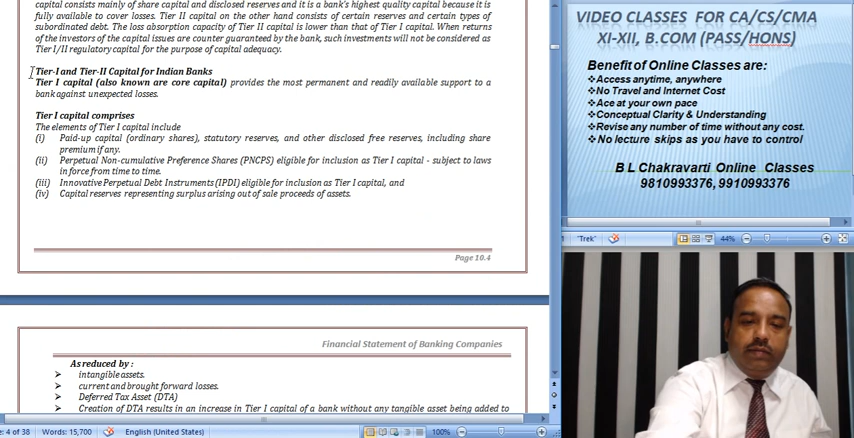 capital consists mainly of share capital and disclosed reserves and it is a bank's highest quality capital because it is
fully available to cover losses. Tier II capital on the other hand consists of certain reserves and certain types of
subordinated debt. The loss absorption capacity of Tier II capital is lower than that of Tier I capital. When returns
of the investors of the capital issues are counter guaranteed by the bank, such investments will not be considered as
Tier I/II regulatory capital for the purpose of capital adequacy.
Tier-I and Tier-II Capital for Indian Banks
Tier I capital (also known are core capital) provides the most permanent and readily available support to a
bank against unexpected losses.
Tier I capital comprises
The elements of Tier I capital include
(i) Paid-up capital (ordinary shares), statutory reserves, and other disclosed free reserves, including share
premium if any.
(ii) Perpetual Non-cumulative Preference Shares (PNCPS) eligible for inclusion as Tier I capital - subject to laws
in force from time to time.
(iii) Innovative Perpetual Debt Instruments (IPDI) eligible for inclusion as Tier I capital, and
(iv) Capital reserves representing surplus arising out of sale proceeds of assets.
Page 10.4
Financial Statement of Banking Companies
As reduced by :
➤ intangible assets.
➤ current and brought forward losses.
➤ Deferred Tax Asset (DTA)
➤ Creation of DTA results in an increase in Tier I capital of a bank without any tangible asset being added to
e: 4 of 38 Words: 15,700 English (United States) 100%
VIDEO CLASSES FOR CA/CS/CMA
XI-XII, B.COM (PASS/HONS)
Benefit of Online Classes are:
❖Access anytime, anywhere
❖No Travel and Internet Cost
❖Ace at your own pace
❖Conceptual Clarity & Understanding
❖Revise any number of time without any cost.
❖No lecture skips as you have to control
B L Chakravarti Online Classes
9810993376, 9910993376
"Trek" 44%